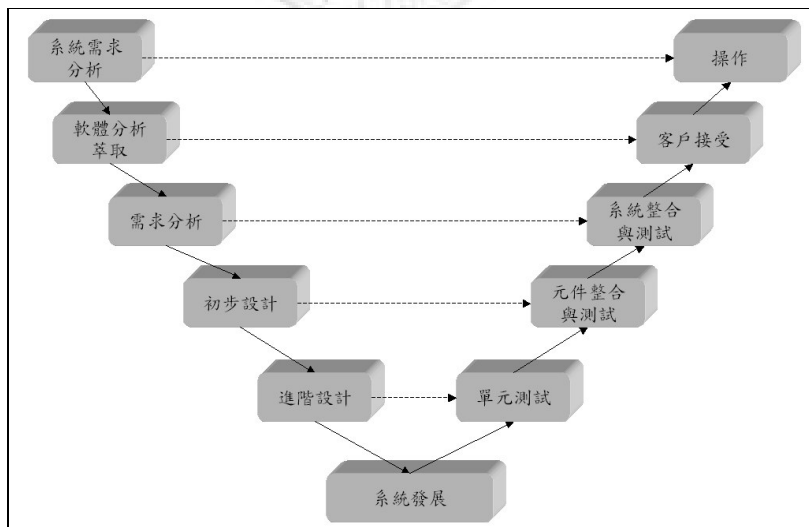 系統需求
分析
操作
軟體分析
萃取
客戶接受
需求分析
系統整合
與測試
初步設計
元件整合
與測試
進階設計
單元測試
系統發展